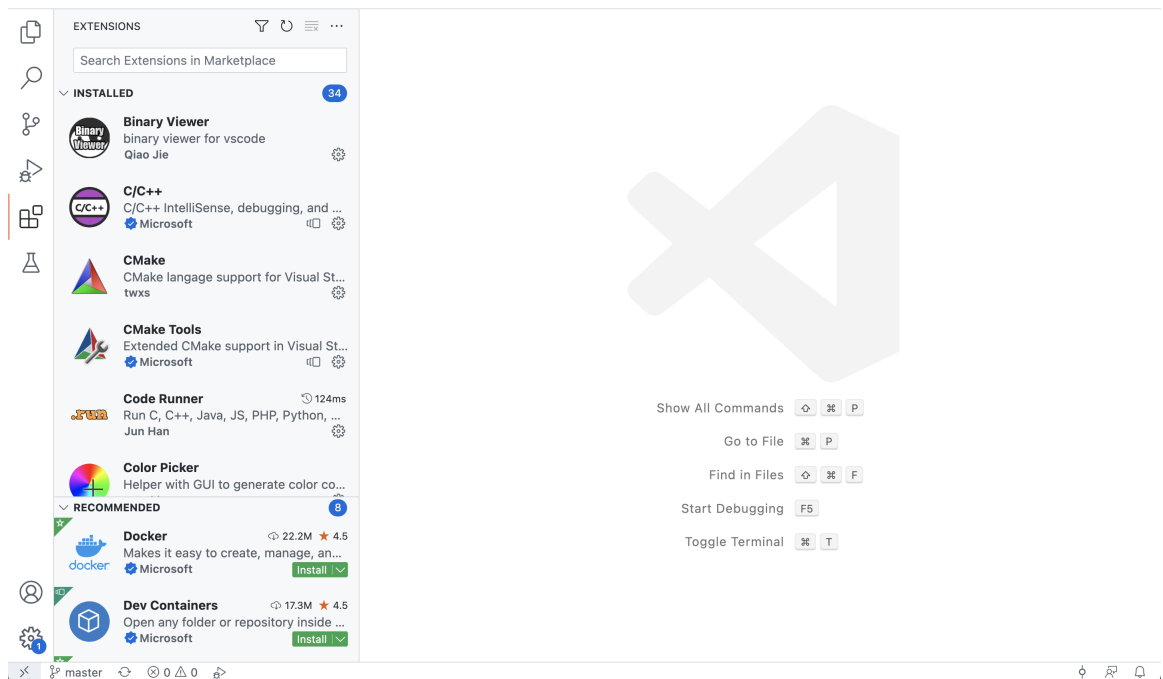 EXTENSIONS
Search Extensions in Marketplace
INSTALLED 34
Binary Viewer
Binary Viewer
binary viewer for vscode
Qiao Jie
C/C++
C/C++
C/C++ IntelliSense, debugging, and ...
Microsoft
CMake
CMake langage support for Visual St...
twxs
CMake Tools
Extended CMake support in Visual St...
Microsoft
.run
Code Runner 124ms
Run C, C++, Java, JS, PHP, Python, ...
Jun Han
Color Picker
Helper with GUI to generate color co...
RECOMMENDED 8
docker
Docker 22.2M ★ 4.5
Makes it easy to create, manage, an...
Microsoft Install
Dev Containers 17.3M ★ 4.5
Open any folder or repository inside ...
Microsoft Install
1
Show All Commands ⇧ ⌘ P
Go to File ⌘ P
Find in Files ⇧ ⌘ F
Start Debugging F5
Toggle Terminal ⌘ T
master 0 0